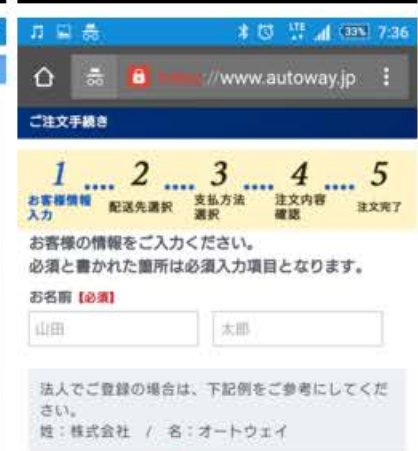 LTE 33% 7:36
://www.autoway.jp
ご注文手続き
1 .... 2 .... 3 .... 4 .... 5
お客様情報入力 配送先選択 支払方法選択 注文内容確認 注文完了
お客様の情報をご入力ください。
必須と書かれた箇所は必須入力項目となります。
お名前【必須】
山田 太郎
法人でご登録の場合は、下記例をご参考にしてくだ
さい。
姓：株式会社 / 名：オートウェイ